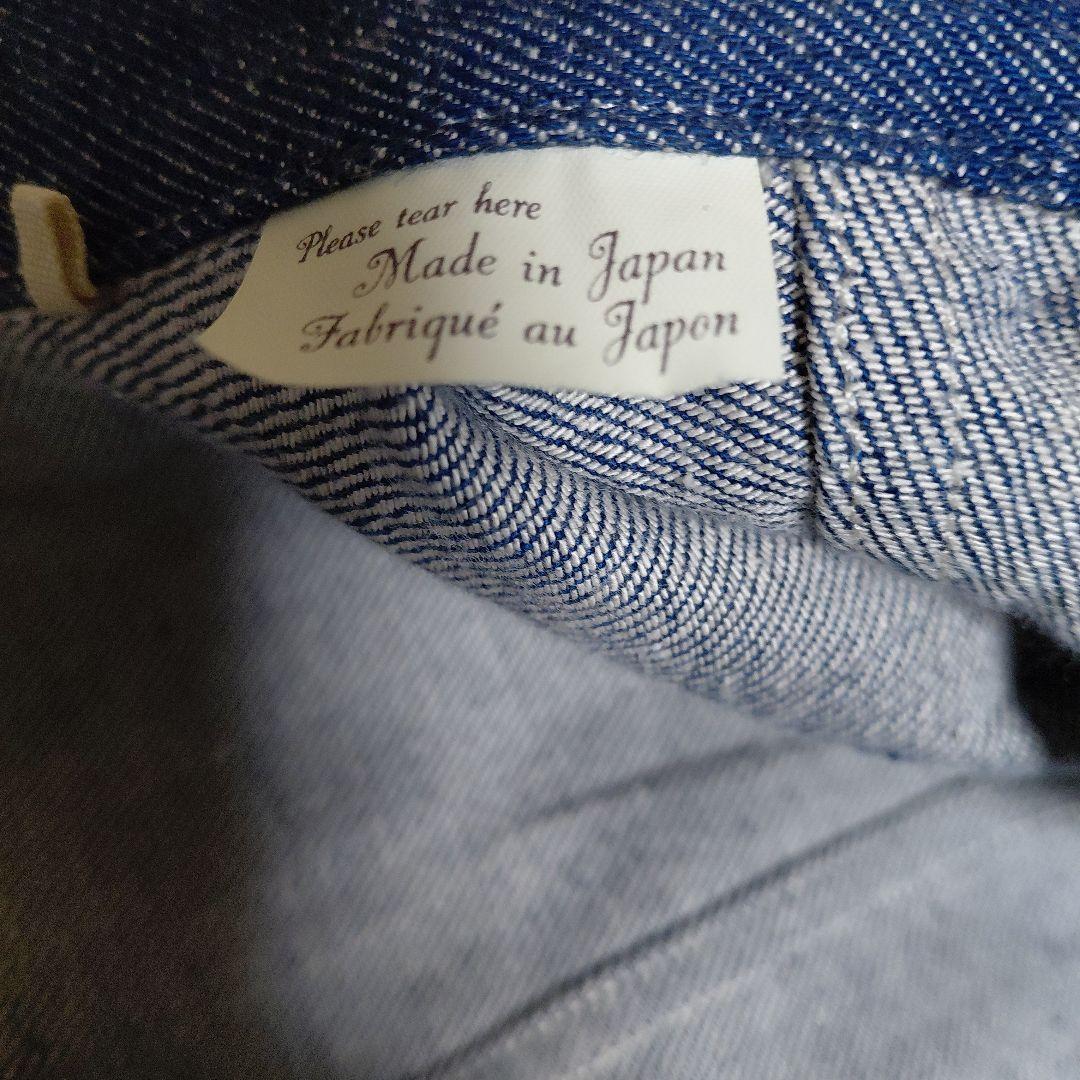 Please tear here
Made in Japan
Fabriqué au Japon